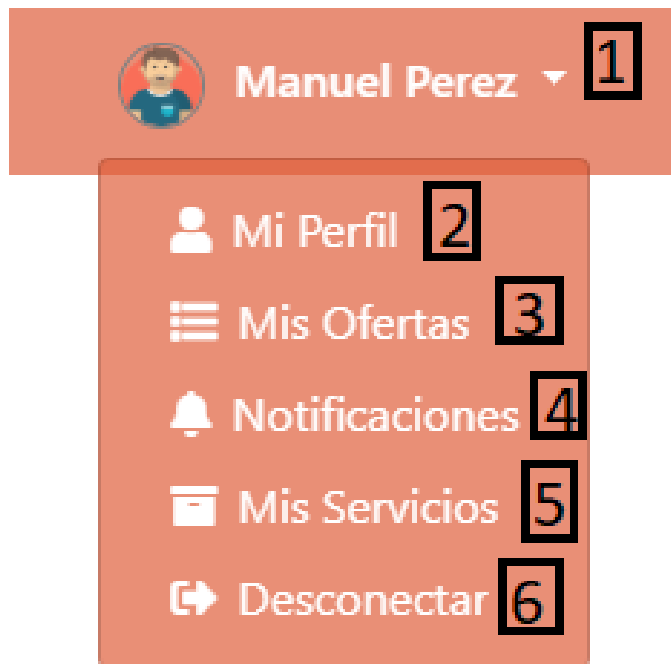 Manuel Perez 1
Mi Perfil 2
Mis Ofertas 3
Notificaciones 4
Mis Servicios 5
Desconectar 6